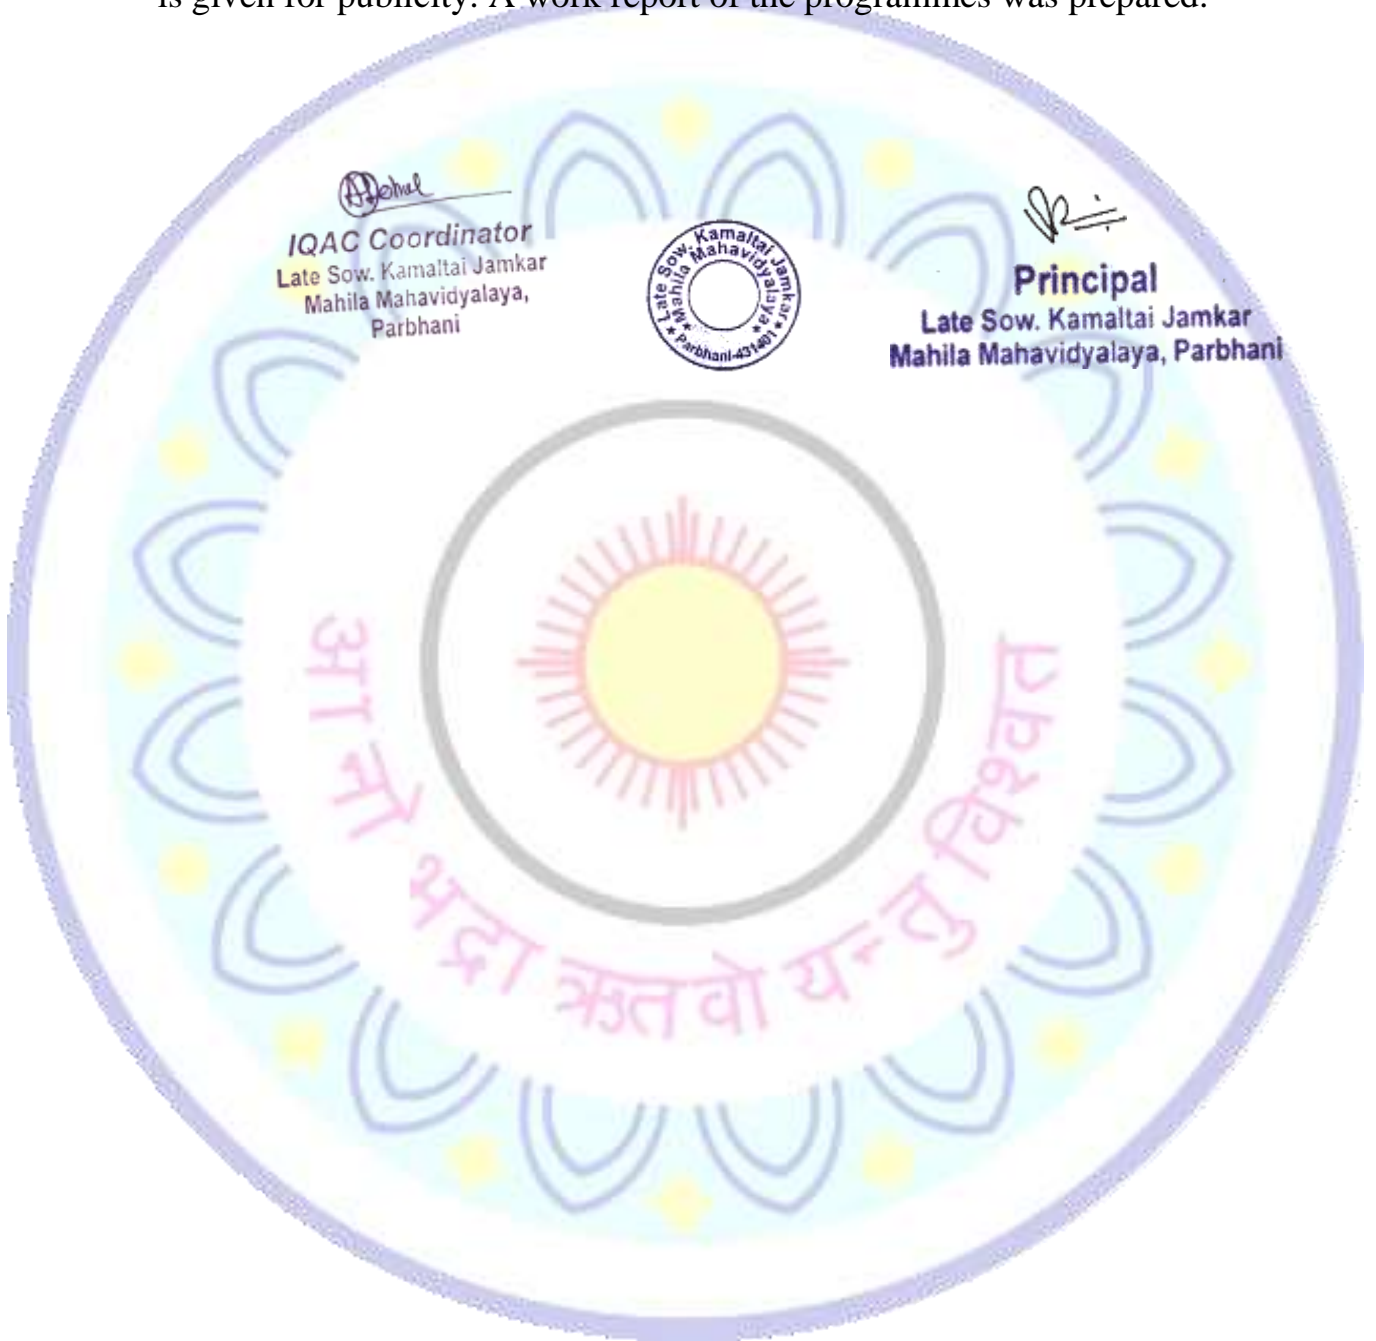 is given for publicity. A work report of the programmes was prepared.
IQAC Coordinator
Late Sow. Kamaltai Jamkar
Mahila Mahavidyalaya,
Parbhani
★ Late Sow. Kamaltai Jamkar ★
★ Mahila Mahavidyalaya ★
Parbhani-431401
Principal
Late Sow. Kamaltai Jamkar
Mahila Mahavidyalaya, Parbhani
आ नो भद्रा ऋतवो यन्तु विश्वत